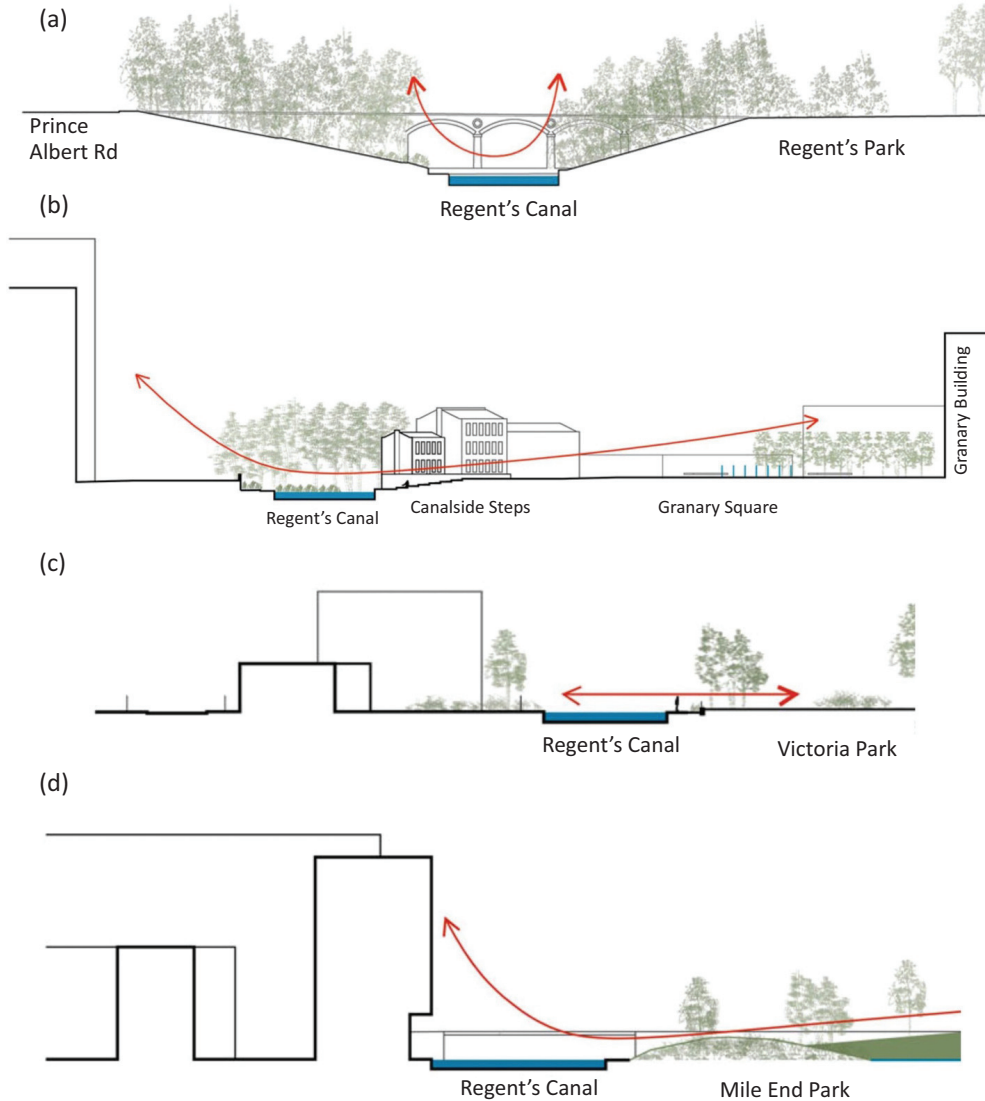 (a)
Prince
Albert Rd
Regent's Park
Regent's Canal
(b)
Granary Building
Regent's Canal
Canalside Steps
Granary Square
(c)
Regent's Canal
Victoria Park
(d)
Regent's Canal
Mile End Park